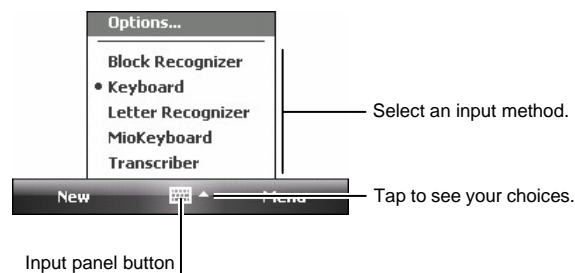 Options...
Block Recognizer
• Keyboard
Letter Recognizer
MioKeyboard
Transcriber
Select an input method.
New
Menu
Tap to see your choices.
Input panel button